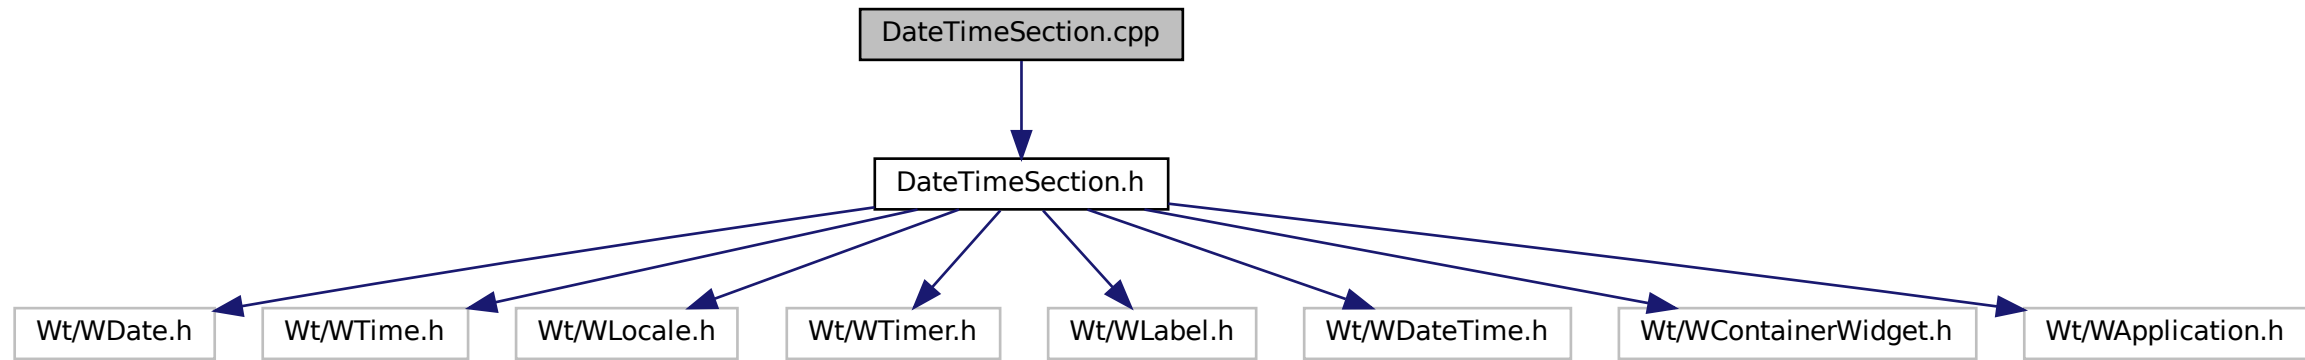 DateTimeSection.cpp
DateTimeSection.h
Wt/WDate.h
Wt/WTime.h
Wt/WLocale.h
Wt/WTimer.h
Wt/WLabel.h
Wt/WDateTime.h
Wt/WContainerWidget.h
Wt/WApplication.h